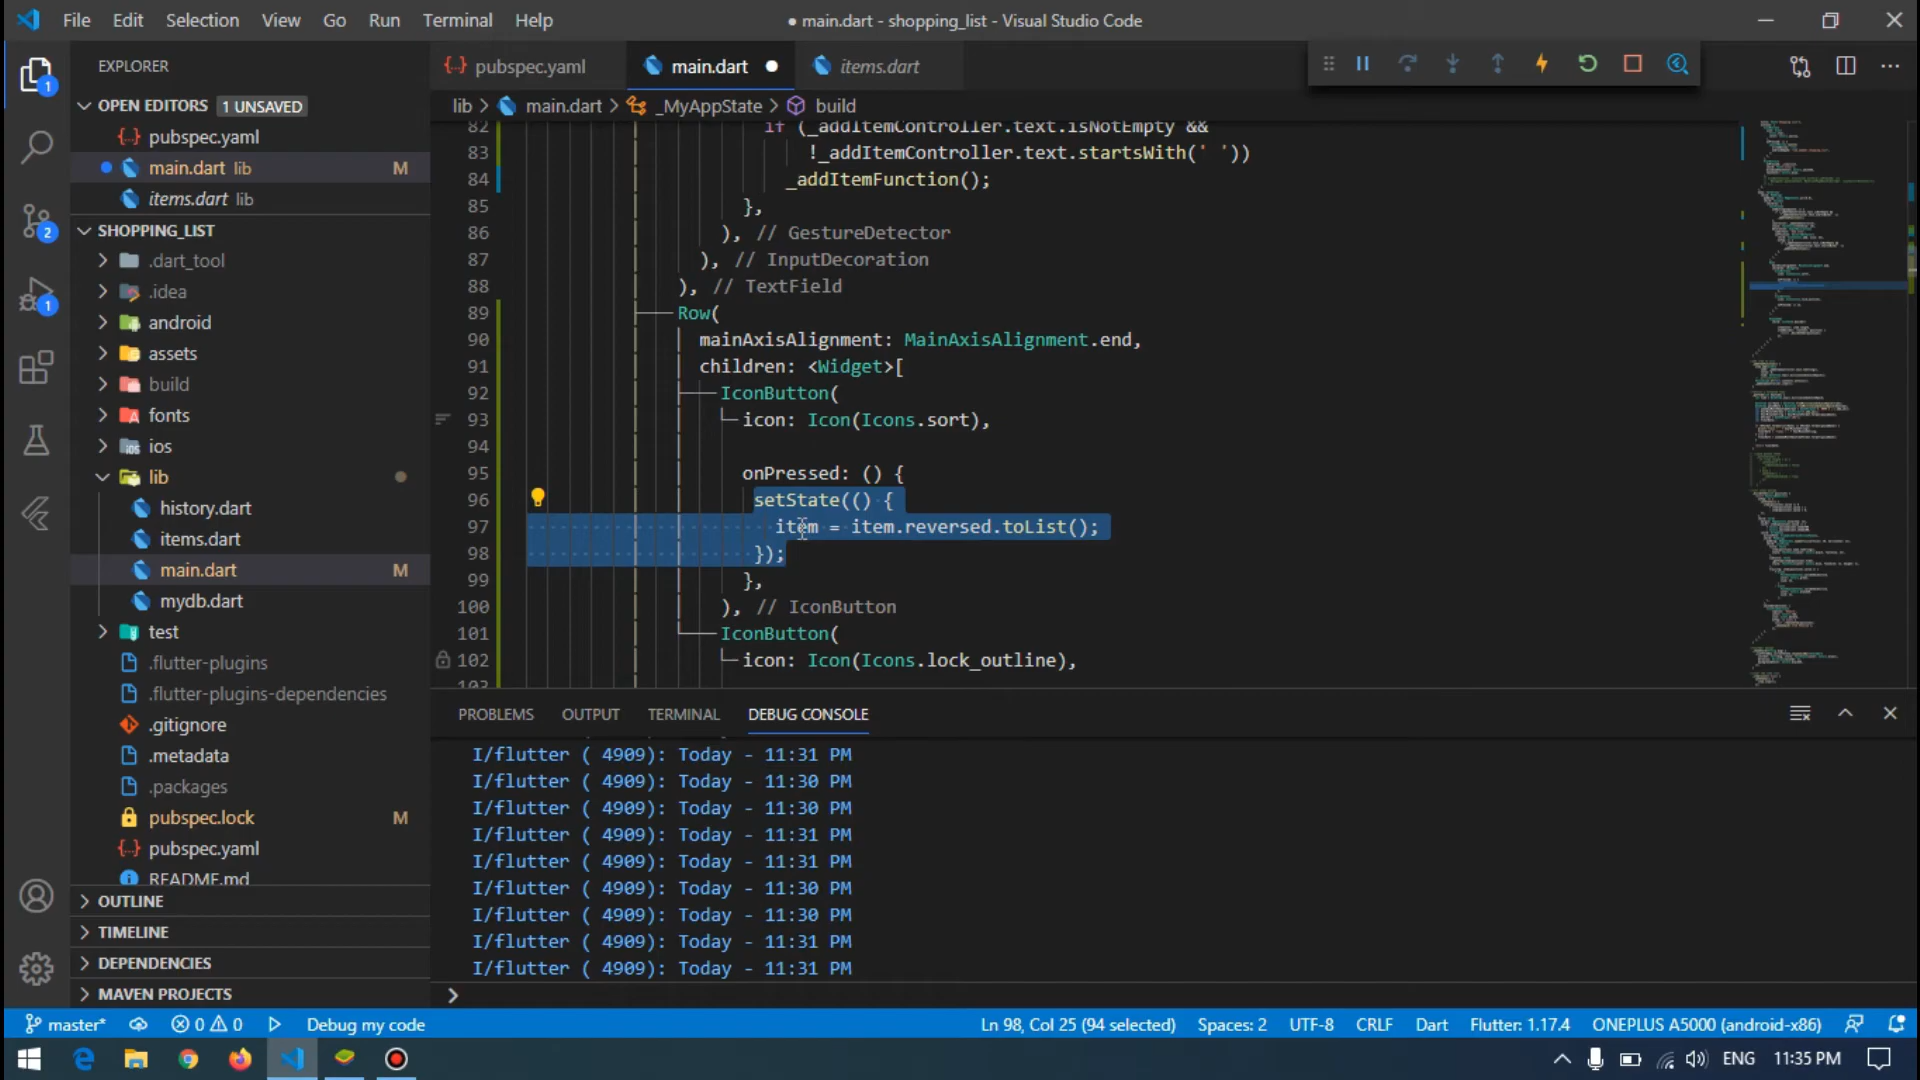 File Edit Selection View Go Run Terminal Help
● main.dart - shopping_list - Visual Studio Code
EXPLORER
OPEN EDITORS 1 UNSAVED
pubspec.yaml
main.dart lib M
items.dart lib
SHOPPING_LIST
.dart_tool
.idea
android
assets
build
fonts
ios
lib
history.dart
items.dart
main.dart M
mydb.dart
test
.flutter-plugins
.flutter-plugins-dependencies
.gitignore
.metadata
.packages
pubspec.lock M
pubspec.yaml
README.md
OUTLINE
TIMELINE
DEPENDENCIES
MAVEN PROJECTS
1
2
1
pubspec.yaml
main.dart ●
items.dart
lib > main.dart > _MyAppState > build
82 if (_addItemController.text.isNotEmpty &&
83 !_addItemController.text.startsWith(' '))
84 _addItemFunction();
85 },
86 ), // GestureDetector
87 ), // InputDecoration
88 ), // TextField
89 Row(
90 mainAxisAlignment: MainAxisAlignment.end,
91 children: <Widget>[
92 IconButton(
93 icon: Icon(Icons.sort),
94
95 onPressed: () {
96 setState(() {
97 item = item.reversed.toList();
98 });
99 },
100 ), // IconButton
101 IconButton(
102 icon: Icon(Icons.lock_outline),
103
PROBLEMS OUTPUT TERMINAL DEBUG CONSOLE
I/flutter ( 4909): Today - 11:31 PM
I/flutter ( 4909): Today - 11:30 PM
I/flutter ( 4909): Today - 11:30 PM
I/flutter ( 4909): Today - 11:31 PM
I/flutter ( 4909): Today - 11:31 PM
I/flutter ( 4909): Today - 11:30 PM
I/flutter ( 4909): Today - 11:30 PM
I/flutter ( 4909): Today - 11:31 PM
I/flutter ( 4909): Today - 11:31 PM
master* 0 0 Debug my code Ln 98, Col 25 (94 selected) Spaces: 2 UTF-8 CRLF Dart Flutter: 1.17.4 ONEPLUS A5000 (android-x86)
ENG 11:35 PM